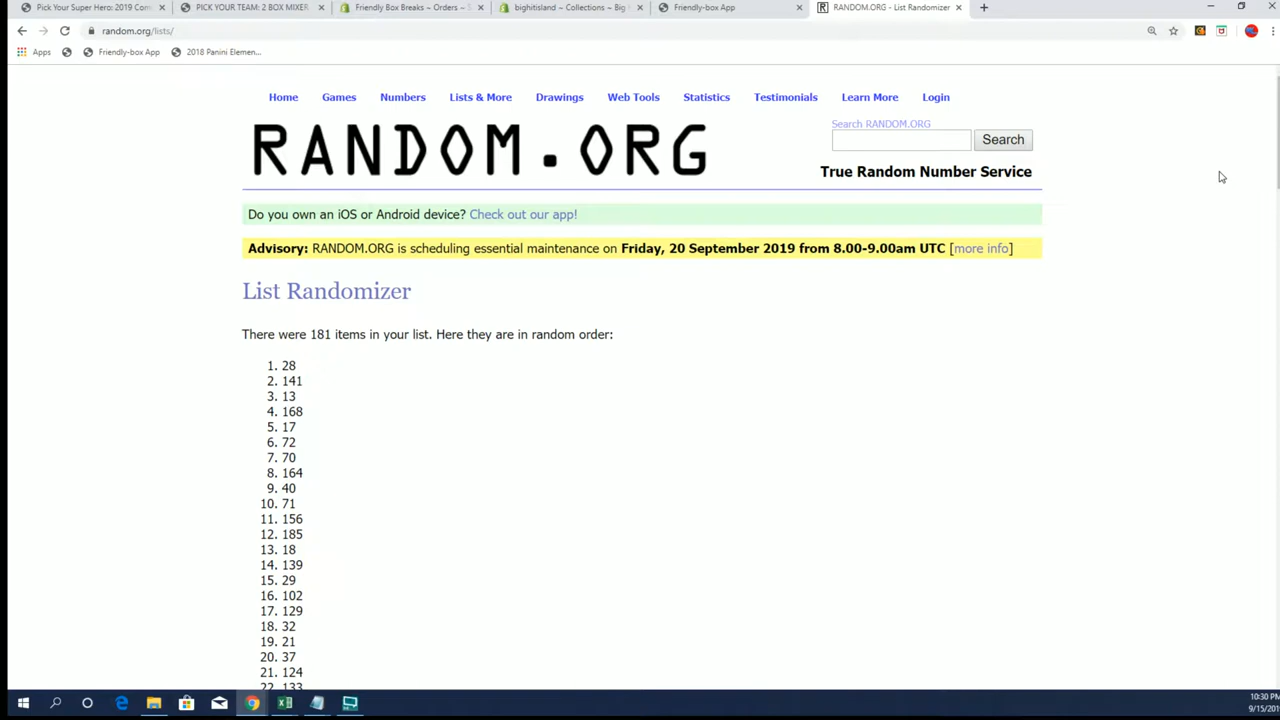 Pick Your Super Hero: 2019 Com
PICK YOUR TEAM: 2 BOX MIXER
Friendly Box Breaks ~ Orders ~ S
bighitisland ~ Collections ~ Big H
Friendly-box App
RANDOM.ORG - List Randomizer
random.org/lists/
Apps
Friendly-box App
2018 Panini Elemen...
Home Games Numbers Lists & More Drawings Web Tools Statistics Testimonials Learn More Login
RANDOM.ORG
Search RANDOM.ORG
Search
True Random Number Service
Do you own an iOS or Android device? Check out our app!
Advisory: RANDOM.ORG is scheduling essential maintenance on Friday, 20 September 2019 from 8.00-9.00am UTC [more info]
List Randomizer
There were 181 items in your list. Here they are in random order:
1. 28
2. 141
3. 13
4. 168
5. 17
6. 72
7. 70
8. 164
9. 40
10. 71
11. 156
12. 185
13. 18
14. 139
15. 29
16. 102
17. 129
18. 32
19. 21
20. 37
21. 124
22. 133
10:30 PM
9/15/201